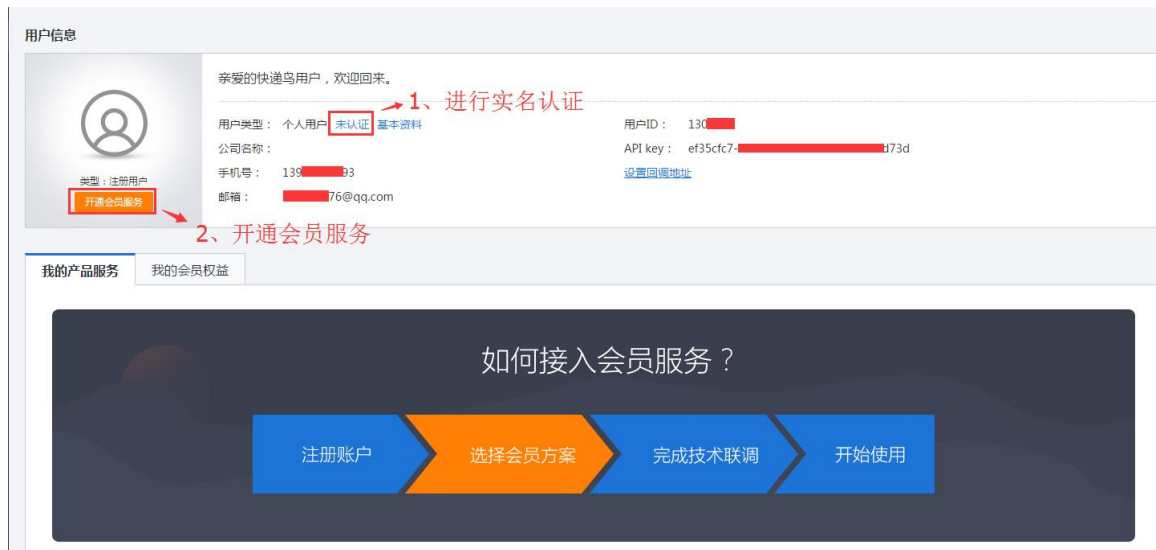 用户信息
亲爱的快递鸟用户,欢迎回来。
1、进行实名认证
用户类型: 个人用户 未认证 基本资料
用户ID: 130
公司名称:
API key: ef35cfc7- d73d
手机号: 139 93
设置回调地址
类型:注册用户
邮箱: 76@qq.com
开通会员服务
2、开通会员服务
我的产品服务 我的会员权益
如何接入会员服务?
注册账户 选择会员方案 完成技术联调 开始使用